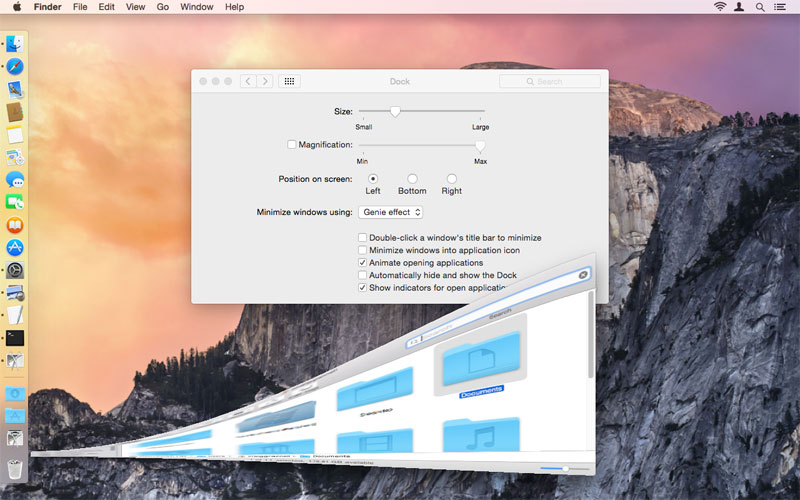 Finder File Edit View Go Window Help
Dock
Search
Size:
Small Large
Magnification:
Min Max
Position on screen:
Left Bottom Right
Minimize windows using: Genie effect
Double-click a window's title bar to minimize
Minimize windows into application icon
Animate opening applications
Automatically hide and show the Dock
Show indicators for open
Search
Documents
Documents